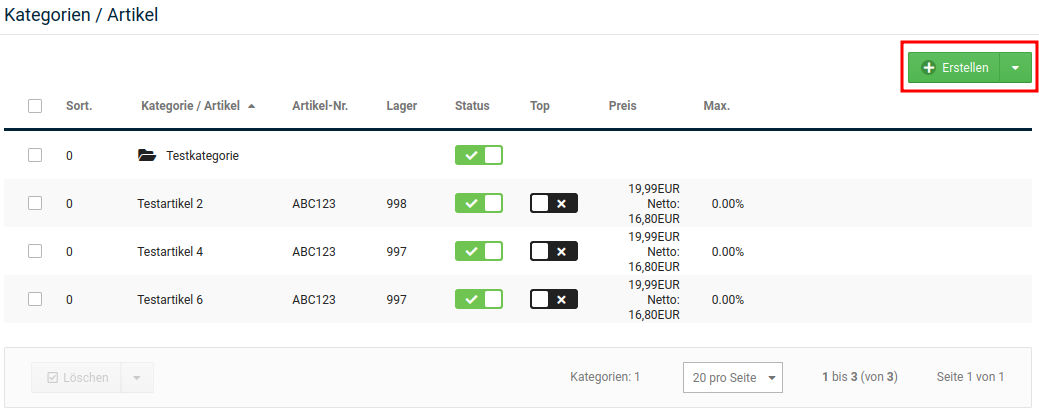 Kategorien / Artikel
Erstellen
Sort. Kategorie / Artikel Artikel-Nr. Lager Status Top Preis Max.
0 Testkategorie
0 Testartikel 2 ABC123 998 19,99EUR Netto: 16,80EUR 0.00%
0 Testartikel 4 ABC123 997 19,99EUR Netto: 16,80EUR 0.00%
0 Testartikel 6 ABC123 997 19,99EUR Netto: 16,80EUR 0.00%
Löschen Kategorien: 1 20 pro Seite 1 bis 3 (von 3) Seite 1 von 1